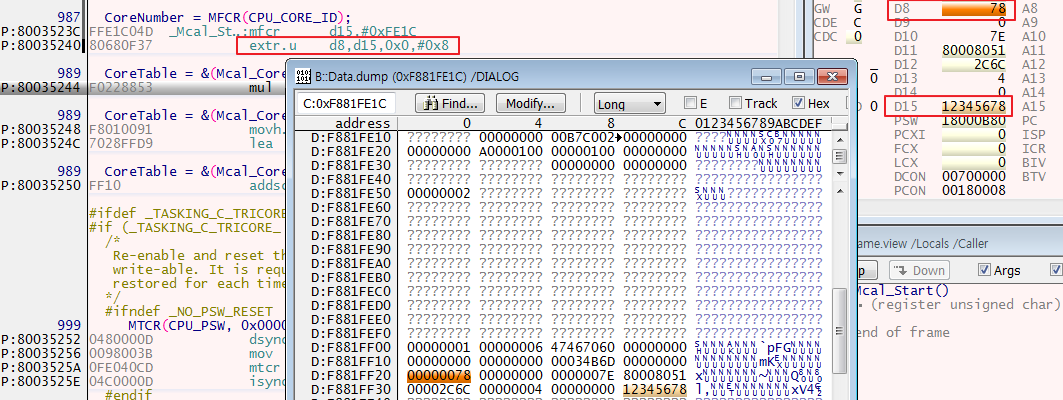 987 CoreNumber = MFCR(CPU_CORE_ID);
P:8003523C FFE1C04D _Mcal_St.:mfcr d15,#0xFE1C
P:80035240 80680F37 extr.u d8,d15,0x0,#0x8
989 CoreTable = &(Mcal_Core
P:80035244 F0228853 mul
989 CoreTable = &(Mcal_Core
P:80035248 F8010091 movh.
P:8003524C 7028FFD9 lea
989 CoreTable = &(Mcal_Core
P:80035250 FF10 addsc
#ifdef _TASKING_C_TRICORE
#if (_TASKING_C_TRICORE_
/*
Re-enable and reset th
write-able. It is requ
restored for each time
*/
#ifndef _NO_PSW_RESET
999 MTCR(CPU_PSW, 0x0000
P:80035252 0480000D dsync
P:80035256 0098003B mov
P:8003525A FE040CD mtcr
P:8003525E 04C0000D isync
#endif
B::Data.dump (0xF881FE1C) /DIALOG
C:0xF881FE1C Find... Modify... Long E Track Hex
address 0 4 8 C 0123456789ABCDEF
D:F881FE10 ???????? 00000000 00B7C002 00000000
D:F881FE20 00000000 A0000100 00000100 00000000
D:F881FE30 ???????? ???????? 00000000 00000000
D:F881FE40 ???????? ???????? ???????? ????????
D:F881FE50 00000002 ???????? ???????? ????????
D:F881FE60 ???????? ???????? ???????? ????????
D:F881FE70 ???????? ???????? ???????? ????????
D:F881FE80 ???????? ???????? ???????? ????????
D:F881FE90 ???????? ???????? ???????? ????????
D:F881FEA0 ???????? ???????? ???????? ????????
D:F881FEB0 ???????? ???????? ???????? ????????
D:F881FEC0 ???????? ???????? ???????? ????????
D:F881FED0 ???????? ???????? ???????? ????????
D:F881FEE0 ???????? ???????? ???????? ????????
D:F881FEF0 ???????? ???????? ???????? ????????
D:F881FF00 00000001 00000006 47467060 00000000
D:F881FF10 00000000 00000000 00034B6D 00000000
D:F881FF20 00000078 00000000 0000007E 80008051
D:F881FF30 00002C6C 00000004 00000000 12345678
GW G
CDE C
CDC 0
D8 78 A8
D9 0 A9
D10 7E A10
D11 80008051 A11
D12 2C6C A12
D13 4 A13
0 D14 0 A14
0 D15 12345678 A15
PSW 18000B80 PC
PCXI 0 ISP
FCX 0 ICR
LCX 0 BIV
DCON 00700000 BTV
PCON 00180008
ame.view /Locals /Caller
p Down Args
Mcal_Start()
(register unsigned char)
end of frame